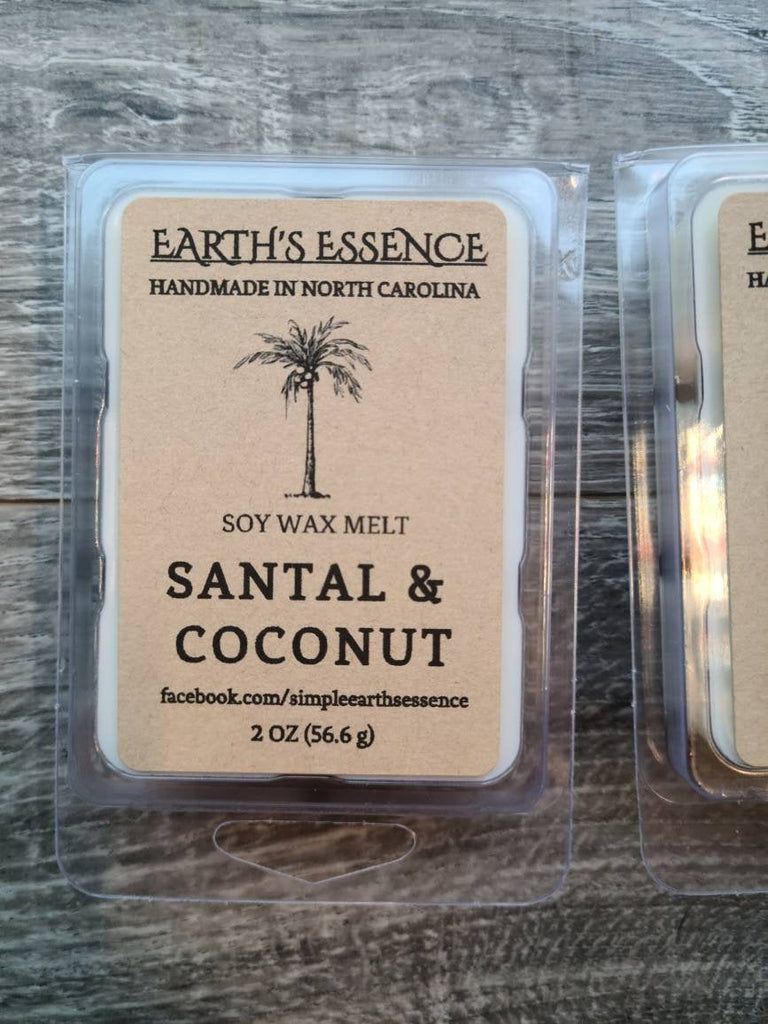 EARTH'S ESSENCE
HANDMADE IN NORTH CAROLINA
SOY WAX MELT
SANTAL &
COCONUT
facebook.com/simpleearthsessence
2 OZ (56.6 g)